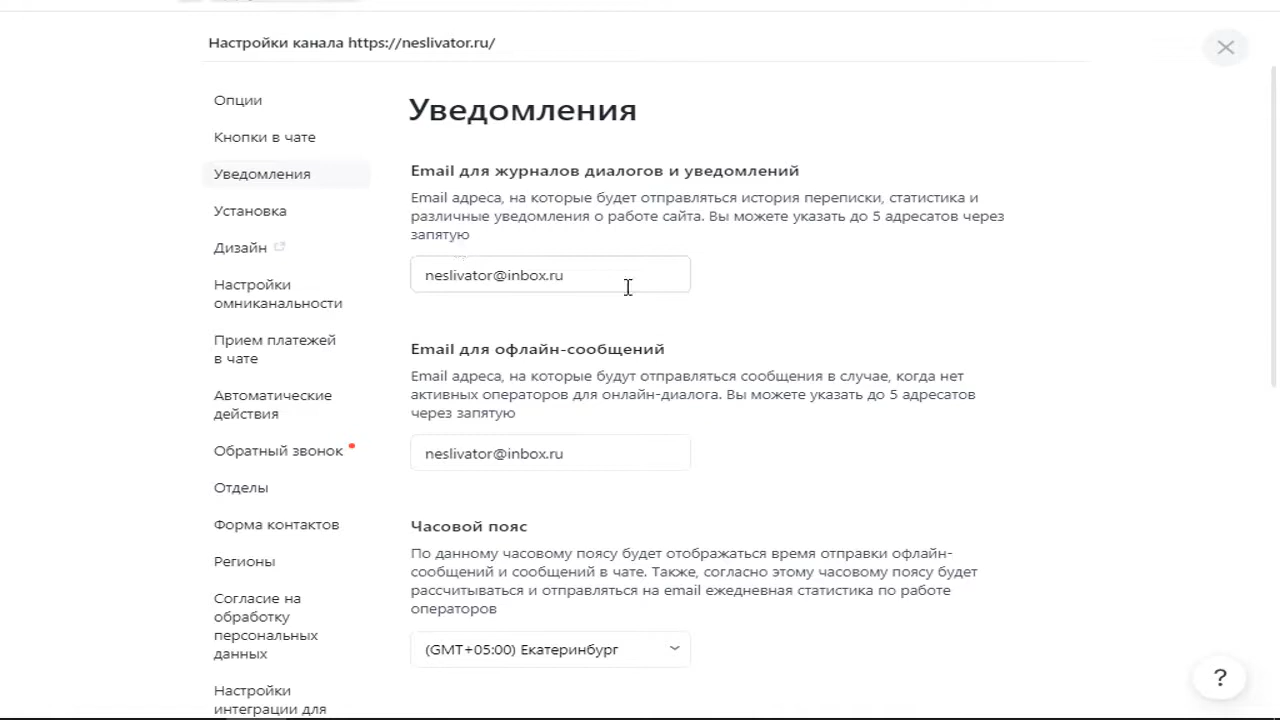 Настройки канала https://neslivator.ru/
Опции
Кнопки в чате
Уведомления
Установка
Дизайн
Настройки
омниканальности
Прием платежей
в чате
Автоматические
действия
Обратный звонок
Отделы
Форма контактов
Регионы
Согласие на
обработку
персональных
данных
Настройки
интеграции для
Уведомления
Email для журналов диалогов и уведомлений
Email адреса, на которые будет отправляться история переписки, статистика и
различные уведомления о работе сайта. Вы можете указать до 5 адресатов через
запятую
neslivator@inbox.ru
Email для офлайн-сообщений
Email адреса, на которые будут отправляться сообщения в случае, когда нет
активных операторов для онлайн-диалога. Вы можете указать до 5 адресатов
через запятую
neslivator@inbox.ru
Часовой пояс
По данному часовому поясу будет отображаться время отправки офлайн-
сообщений и сообщений в чате. Также, согласно этому часовому поясу будет
рассчитываться и отправляться на email ежедневная статистика по работе
операторов
(GMT+05:00) Екатеринбург
?